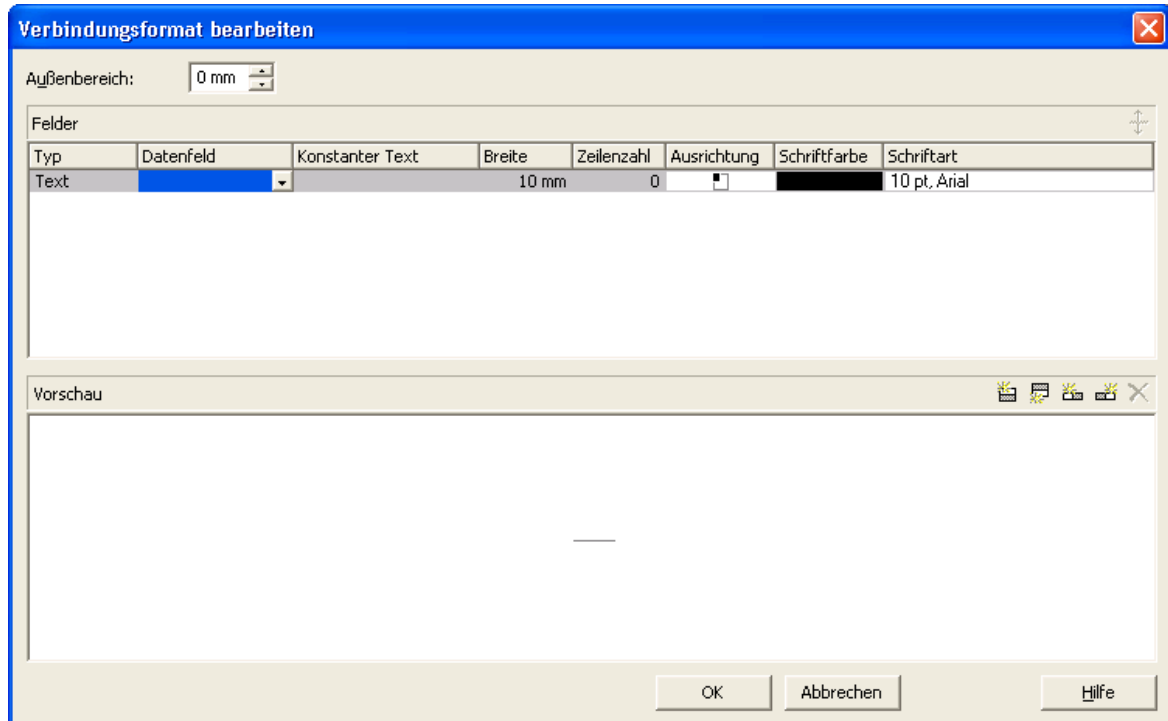 Verbindungsformat bearbeiten
Außenbereich: 0 mm
Felder
Typ Datenfeld Konstanter Text Breite Zeilenzahl Ausrichtung Schriftfarbe Schriftart
Text 10 mm 0 10 pt, Arial
Vorschau
OK Abbrechen Hilfe